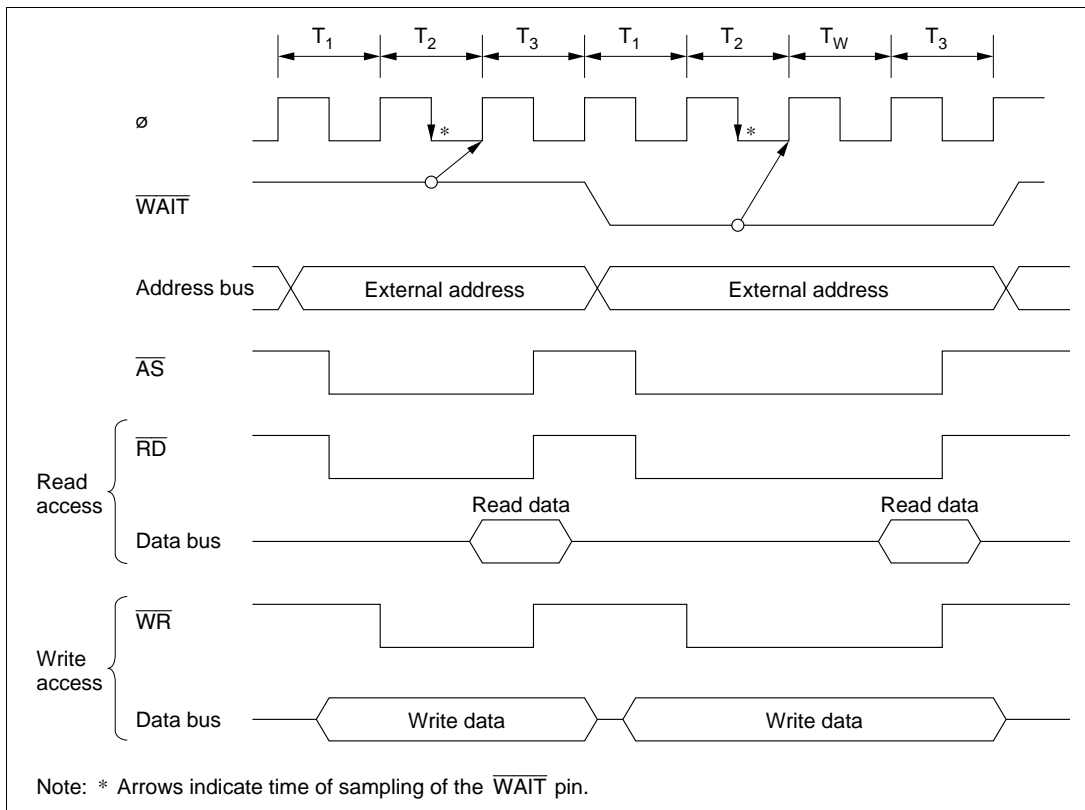 T1 T2 T3 T1 T2 TW T3
ø
*
*
WAIT
Address bus
External address
External address
AS
Read access
RD
Read data
Read data
Data bus
Write access
WR
Data bus
Write data
Write data
Note: * Arrows indicate time of sampling of the WAIT pin.